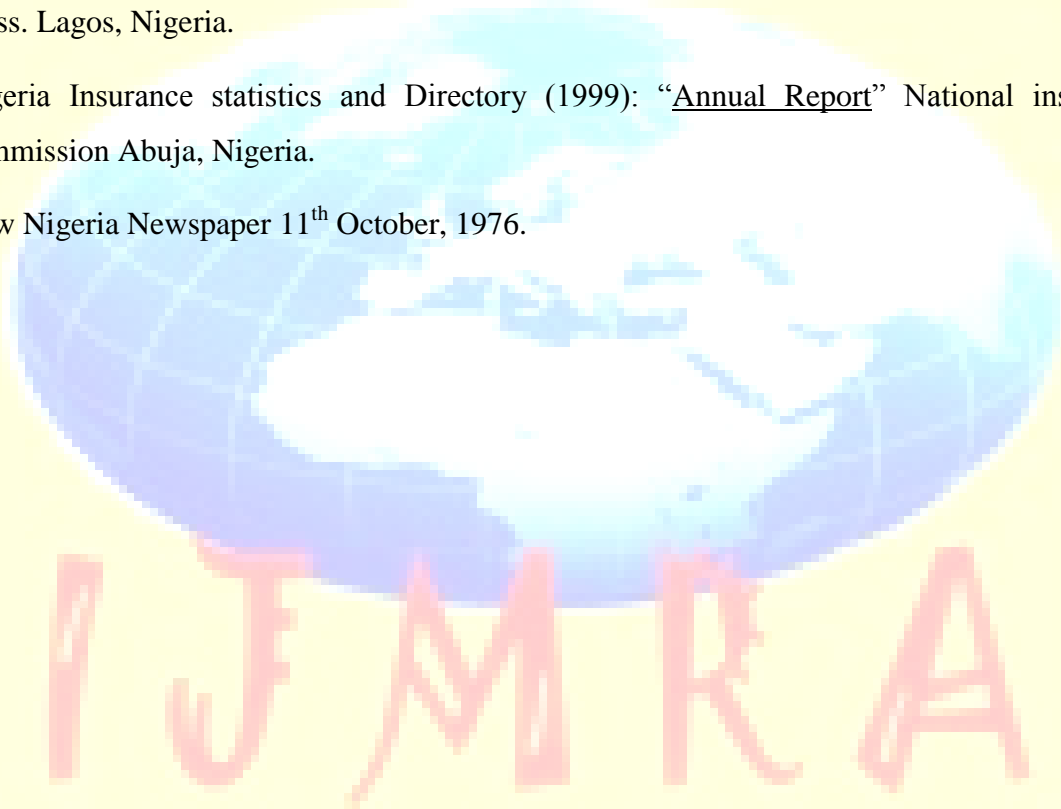 ss. Lagos, Nigeria.
geria Insurance statistics and Directory (1999): “Annual Report” National ins
mmission Abuja, Nigeria.
w Nigeria Newspaper 11th October, 1976.
IJMRA